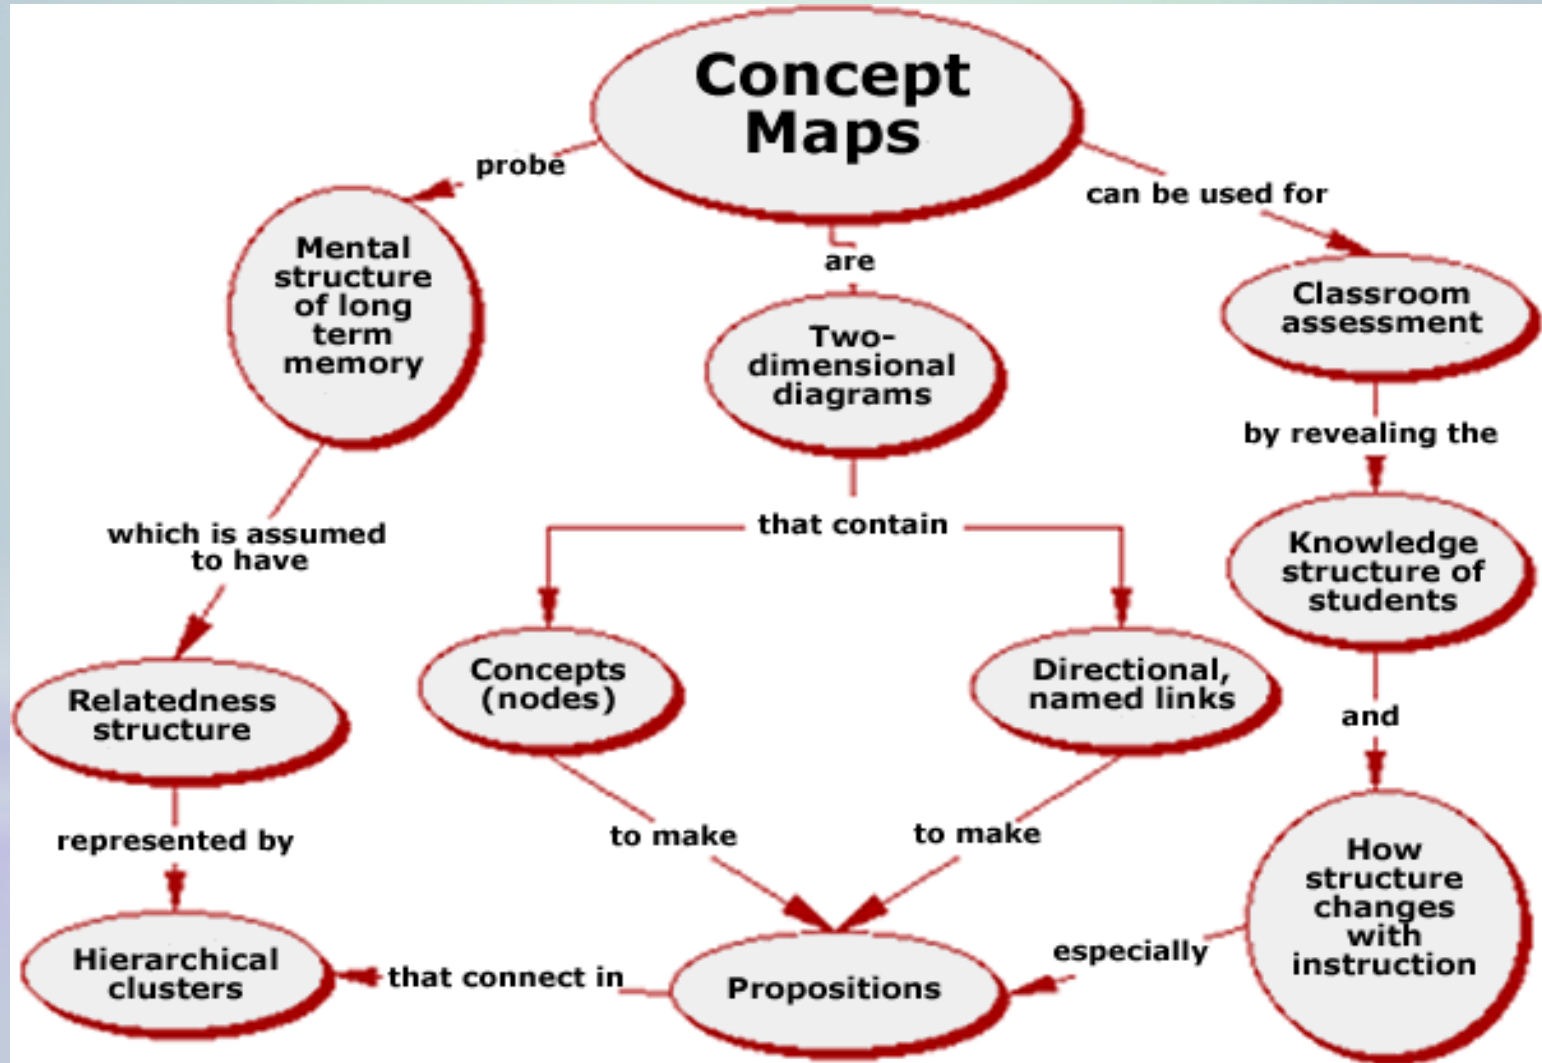 Concept
Maps
probe
can be used for
are
Mental
structure
of long
term
memory
Two-
dimensional
diagrams
Classroom
assessment
by revealing the
which is assumed
to have
that contain
Knowledge
structure of
students
Relatedness
structure
Concepts
(nodes)
Directional,
named links
and
represented by
to make
to make
How
structure
changes
with
instruction
Hierarchical
clusters
that connect in
Propositions
especially